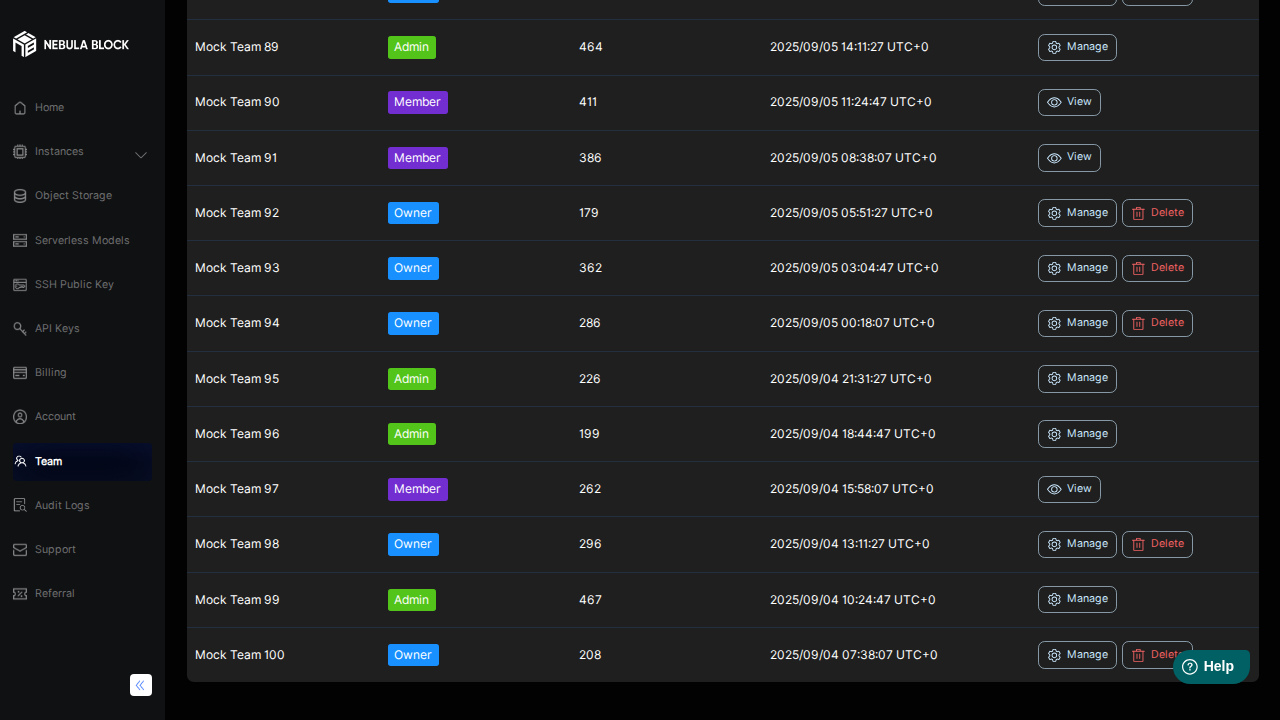 NEBULA BLOCK
Home
Instances
Object Storage
Serverless Models
SSH Public Key
API Keys
Billing
Account
Team
Audit Logs
Support
Referral
Mock Team 89 Admin 464 2025/09/05 14:11:27 UTC+0 Manage
Mock Team 90 Member 411 2025/09/05 11:24:47 UTC+0 View
Mock Team 91 Member 386 2025/09/05 08:38:07 UTC+0 View
Mock Team 92 Owner 179 2025/09/05 05:51:27 UTC+0 Manage Delete
Mock Team 93 Owner 362 2025/09/05 03:04:47 UTC+0 Manage Delete
Mock Team 94 Owner 286 2025/09/05 00:18:07 UTC+0 Manage Delete
Mock Team 95 Admin 226 2025/09/04 21:31:27 UTC+0 Manage
Mock Team 96 Admin 199 2025/09/04 18:44:47 UTC+0 Manage
Mock Team 97 Member 262 2025/09/04 15:58:07 UTC+0 View
Mock Team 98 Owner 296 2025/09/04 13:11:27 UTC+0 Manage Delete
Mock Team 99 Admin 467 2025/09/04 10:24:47 UTC+0 Manage
Mock Team 100 Owner 208 2025/09/04 07:38:07 UTC+0 Manage Delete
Help